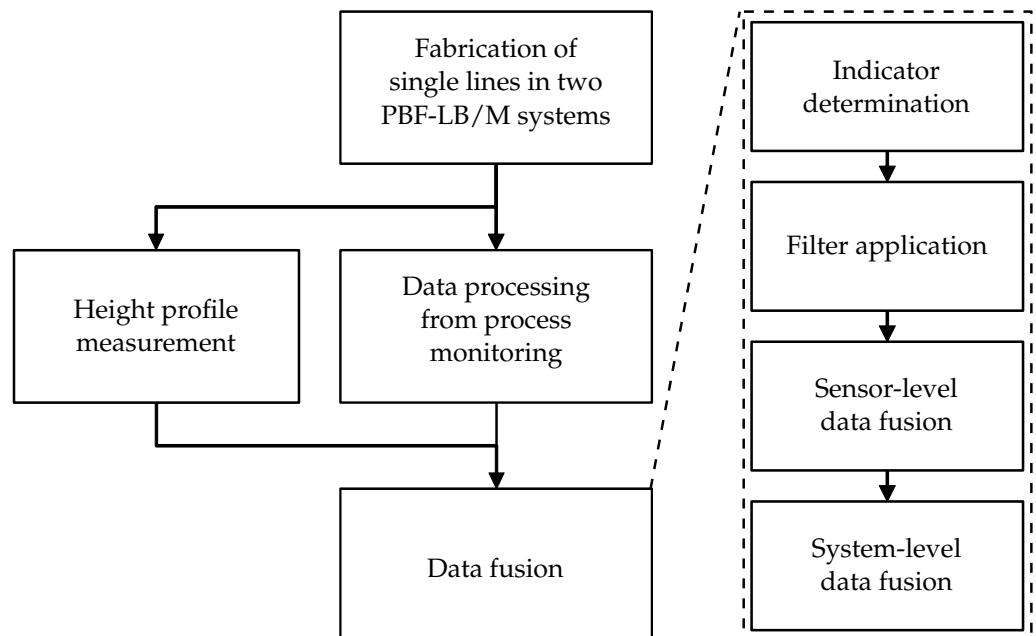 Fabrication of
single lines in two
PBF-LB/M systems
Height profile
measurement
Data processing
from process
monitoring
Data fusion
Indicator
determination
Filter application
Sensor-level
data fusion
System-level
data fusion